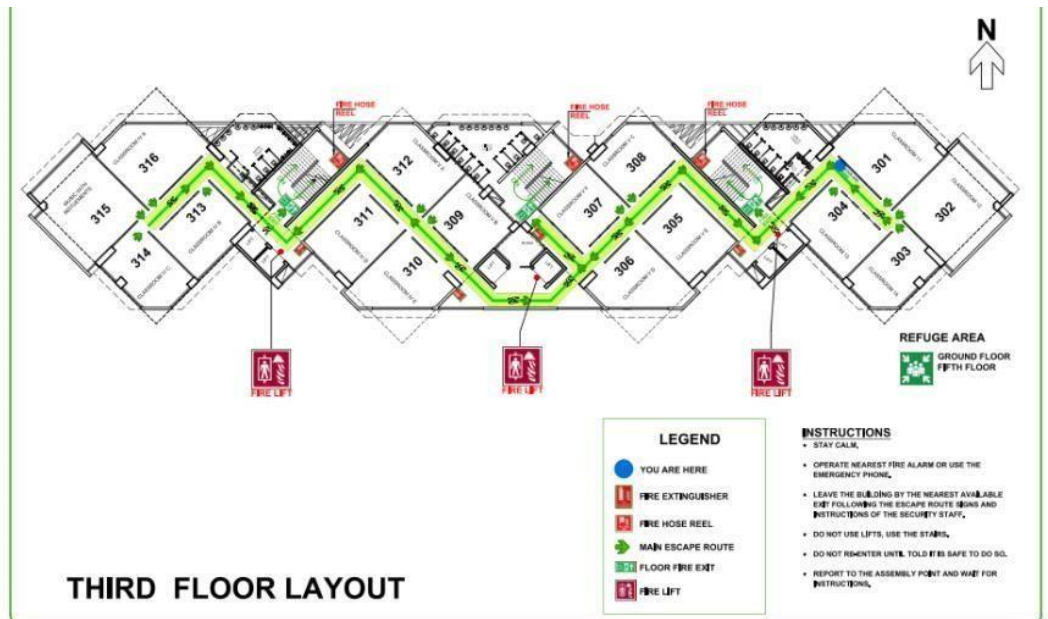 N
FIRE HOSE
REEL
FIRE HOSE
REEL
FIRE HOSE
REEL
316
315
314
313
312
311
310
309
308
307
306
305
304
303
302
301
LIFT
LIFT
LIFT
LIFT
FIRE LIFT
FIRE LIFT
FIRE LIFT
REFUGE AREA
GROUND FLOOR
FIFTH FLOOR
LEGEND
YOU ARE HERE
FIRE EXTINGUISHER
FIRE HOSE REEL
MAIN ESCAPE ROUTE
FLOOR FIRE EXIT
FIRE LIFT
INSTRUCTIONS
• STAY CALM,
• OPERATE NEAREST FIRE ALARM OR USE THE
EMERGENCY PHONE,
• LEAVE THE BUILDING BY THE NEAREST AVAILABLE
EXIT FOLLOWING THE ESCAPE ROUTE SIGNS AND
INSTRUCTIONS OF THE SECURITY STAFF,
• DO NOT USE LIFTS, USE THE STAIRS,
• DO NOT RE-ENTER UNTIL TOLD IT IS SAFE TO DO SO,
• REPORT TO THE ASSEMBLY POINT AND WAIT FOR
INSTRUCTIONS,
THIRD FLOOR LAYOUT